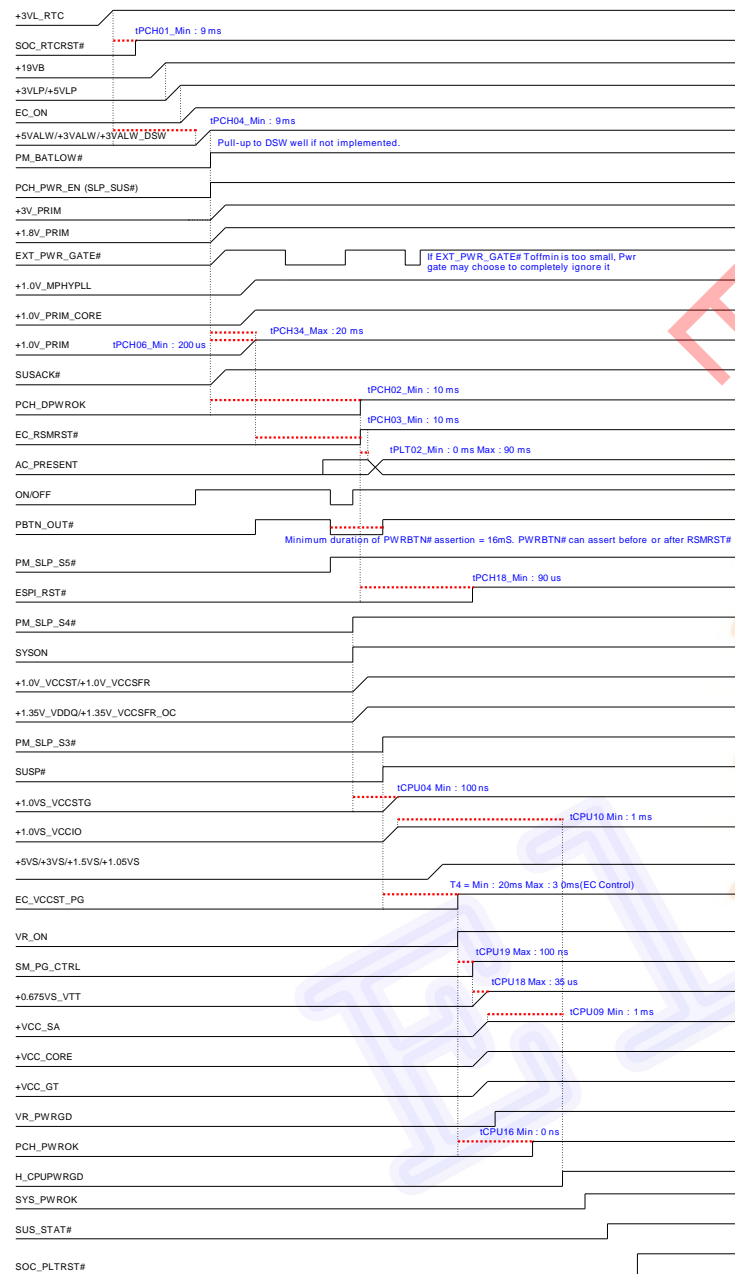 +3VL_RTC
tPCH01_Min : 9 ms
SOC_RTCRST#
+19VB
+3VLP/+5VLP
EC_ON
tPCH04_Min : 9ms
+5VALW/+3VALW/+3VALW_DSW
Pull-up to DSW well if not implemented.
PM_BATLOW#
PCH_PWR_EN (SLP_SUS#)
+3V_PRIM
+1.8V_PRIM
EXT_PWR_GATE#
If EXT_PWR_GATE# Toffmin is too small, Pwr
gate may choose to completely ignore it
+1.0V_MPHYPLL
+1.0V_PRIM_CORE
tPCH34_Max : 20 ms
+1.0V_PRIM
tPCH06_Min : 200 us
SUSACK#
tPCH02_Min : 10 ms
PCH_DPWROK
tPCH03_Min : 10 ms
EC_RSMRST#
tPLT02_Min : 0 ms Max : 90 ms
AC_PRESENT
ON/OFF
PBTN_OUT#
Minimum duration of PWRBTN# assertion = 16mS. PWRBTN# can assert before or after RSMRST#
PM_SLP_S5#
tPCH18_Min : 90 us
ESPI_RST#
PM_SLP_S4#
SYSON
+1.0V_VCCST/+1.0V_VCCSFR
+1.35V_VDDQ/+1.35V_VCCSFR_OC
PM_SLP_S3#
SUSP#
tCPU04 Min : 100 ns
+1.0VS_VCCSTG
tCPU10 Min : 1 ms
+1.0VS_VCCIO
+5VS/+3VS/+1.5VS/+1.05VS
T4 = Min : 20ms Max : 3 0ms(EC Control)
EC_VCCST_PG
VR_ON
tCPU19 Max : 100 ns
SM_PG_CTRL
tCPU18 Max : 35 us
+0.675VS_VTT
tCPU09 Min : 1 ms
+VCC_SA
+VCC_CORE
+VCC_GT
VR_PWRGD
tCPU16 Min : 0 ns
PCH_PWROK
H_CPUPWRGD
SYS_PWROK
SUS_STAT#
SOC_PLTRST#